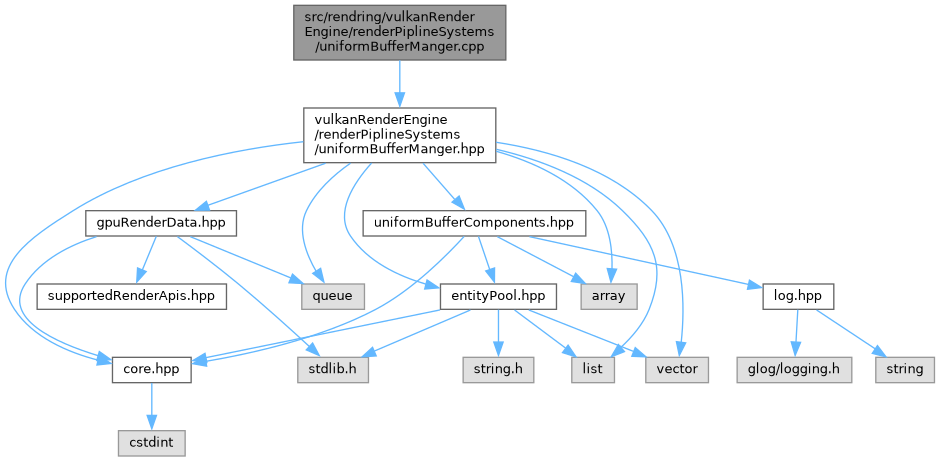 src/rendring/vulkanRender
Engine/renderPiplineSystems
/uniformBufferManger.cpp
vulkanRenderEngine
/renderPiplineSystems
/uniformBufferManger.hpp
gpuRenderData.hpp
uniformBufferComponents.hpp
supportedRenderApis.hpp
queue
entityPool.hpp
array
log.hpp
core.hpp
stdlib.h
string.h
list
vector
glog/logging.h
string
cstdint